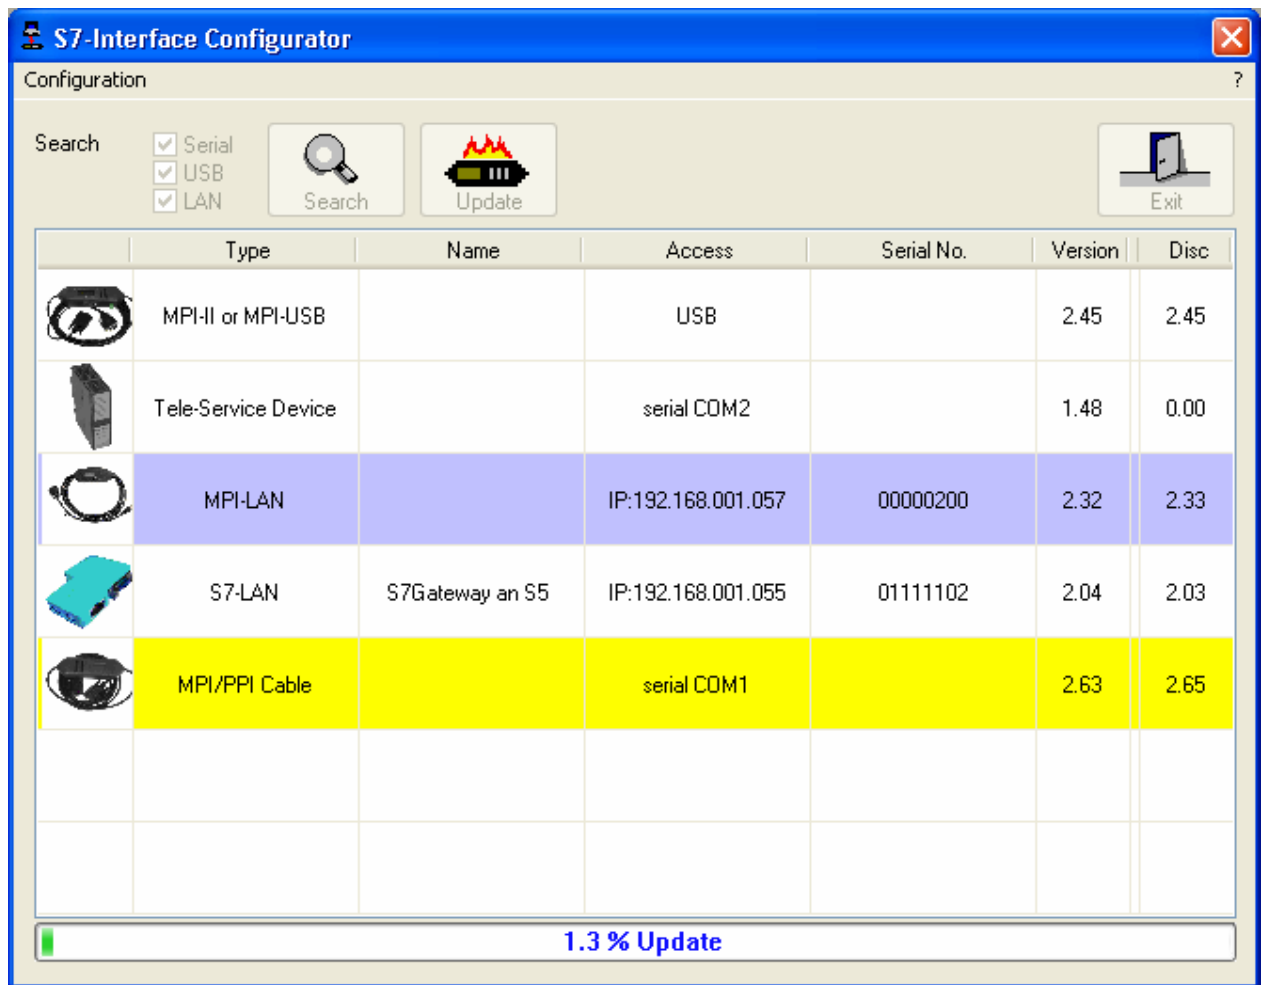 S7-Interface Configurator
Configuration ?
Search
Serial
USB
LAN
Search
Update
Exit
Type Name Access Serial No. Version Disc
MPI-II or MPI-USB USB 2.45 2.45
Tele-Service Device serial COM2 1.48 0.00
MPI-LAN IP:192.168.001.057 00000200 2.32 2.33
S7-LAN S7Gateway an S5 IP:192.168.001.055 01111102 2.04 2.03
MPI/PPI Cable serial COM1 2.63 2.65
1.3 % Update